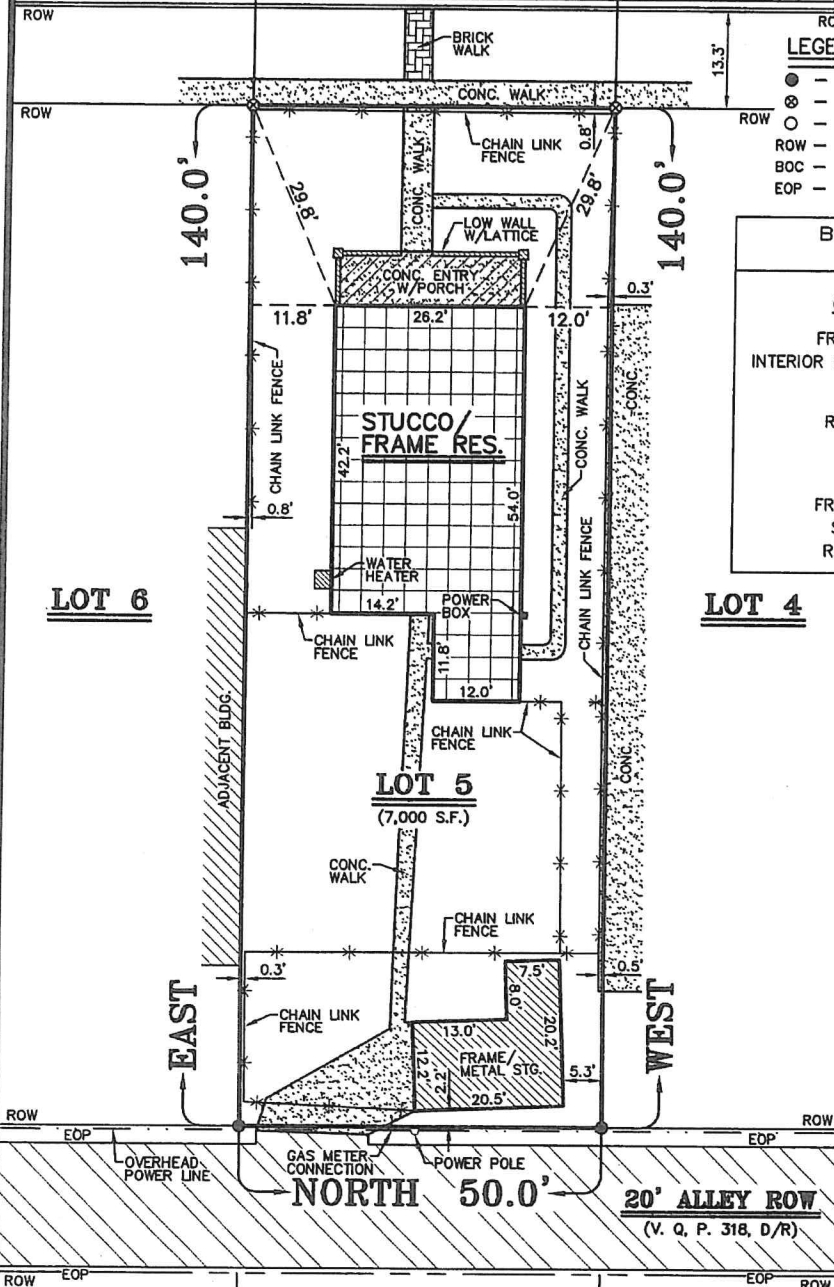 ROW
BRICK
WALK
13.3'
CONC. WALK
ROW
ROW
CHAIN LINK
FENCE
0.8'
ROW –
BOC –
EOP –
140.0'
29.8'
CONC. WALK
29.8'
140.0'
LOW WALL
W/LATTICE
CONC. ENTRY
W/PORCH
0.3'
11.8'
26.2'
12.0'
INTERIOR
CHAIN LINK FENCE
CONC.
STUCCO/
FRAME RES.
42.2'
CONC. WALK
54.0'
0.8'
CHAIN LINK FENCE
WATER
HEATER
LOT 6
14.2'
POWER
BOX
LOT 4
CHAIN LINK
FENCE
11.8'
12.0'
CHAIN LINK
FENCE
ADJACENT BLDG.
CONC.
LOT 5
(7,000 S.F.)
CONC.
WALK
CHAIN LINK
FENCE
0.3'
7.5'
0.5'
8.0'
EAST
CHAIN LINK
FENCE
13.0'
20.2'
WEST
FRAME/
METAL STG.
12.2'
2.2'
5.3'
20.5'
ROW
ROW
EOP
EOP
OVERHEAD
POWER LINE
GAS METER
CONNECTION
POWER POLE
NORTH 50.0'
20' ALLEY ROW
(V. Q, P. 318, D/R)
EOP
EOP
ROW
ROW